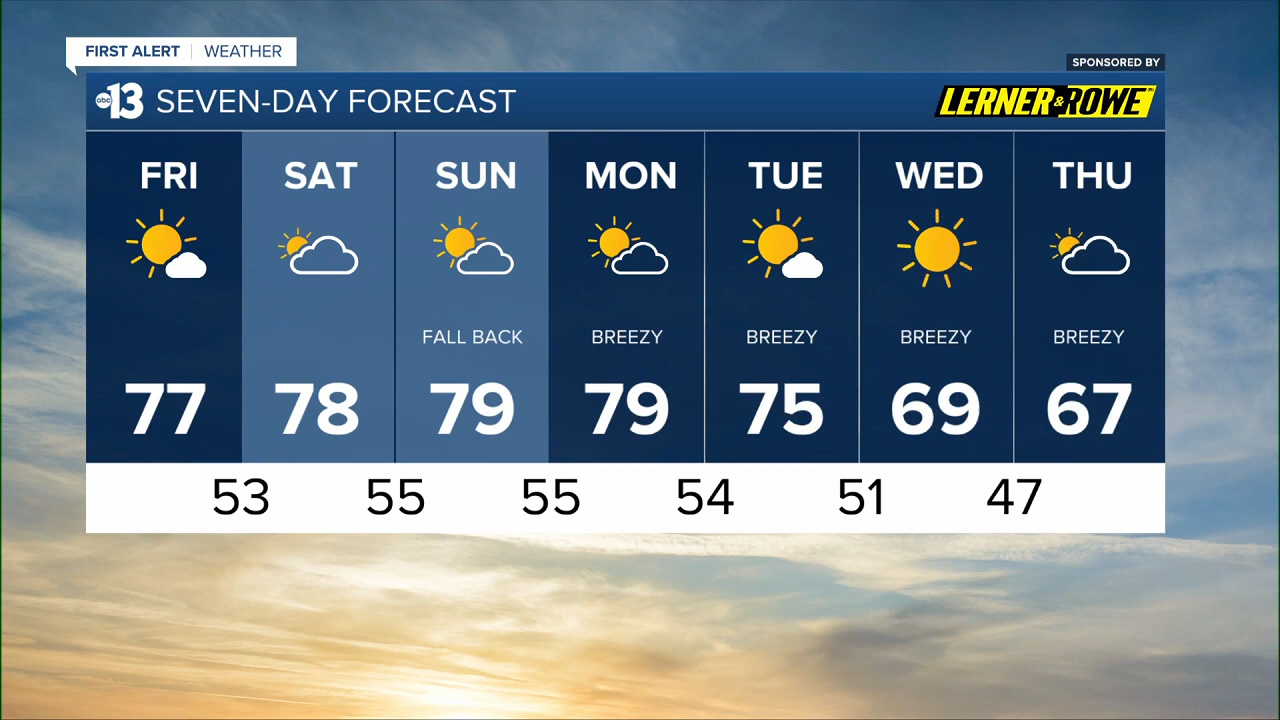 FIRST ALERT | WEATHER
SPONSORED BY
abc 13 SEVEN-DAY FORECAST
LERNER & ROWE
FRI SAT SUN MON TUE WED THU
FALL BACK BREEZY BREEZY BREEZY BREEZY
77 78 79 79 75 69 67
53 55 55 54 51 47